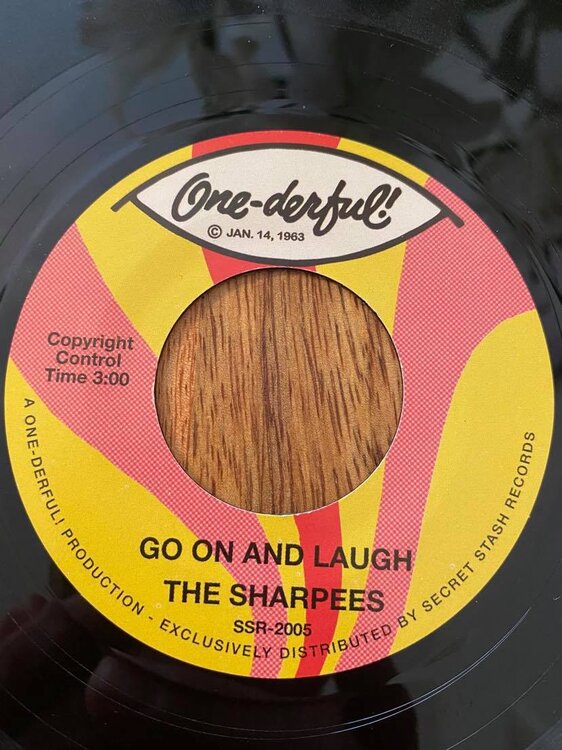 One-derful!
© JAN. 14, 1963
Copyright
Control
Time 3:00
GO ON AND LAUGH
THE SHARPEES
SSR-2005
A ONE-DERFUL! PRODUCTION - EXCLUSIVELY DISTRIBUTED BY SECRET STASH RECORDS